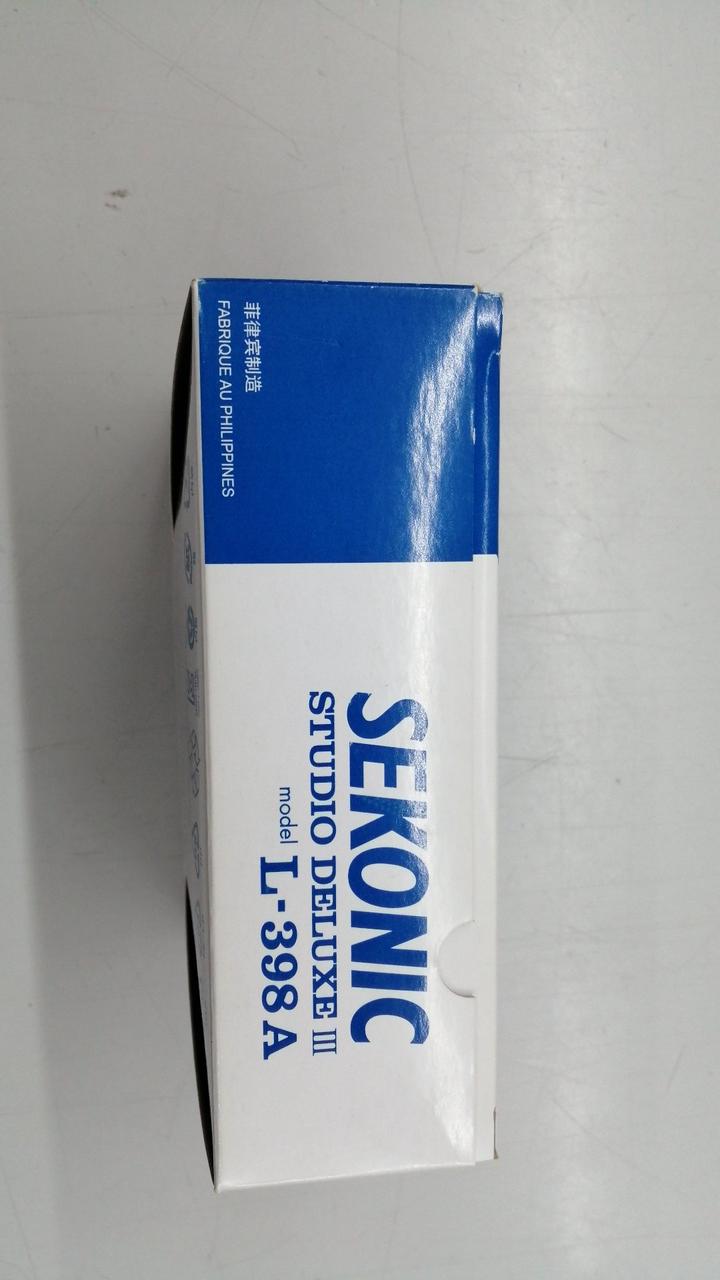 菲律宾制造
FABRIQUE AU PHILIPPINES
SEKONIC
STUDIO DELUXE III
model L-398A